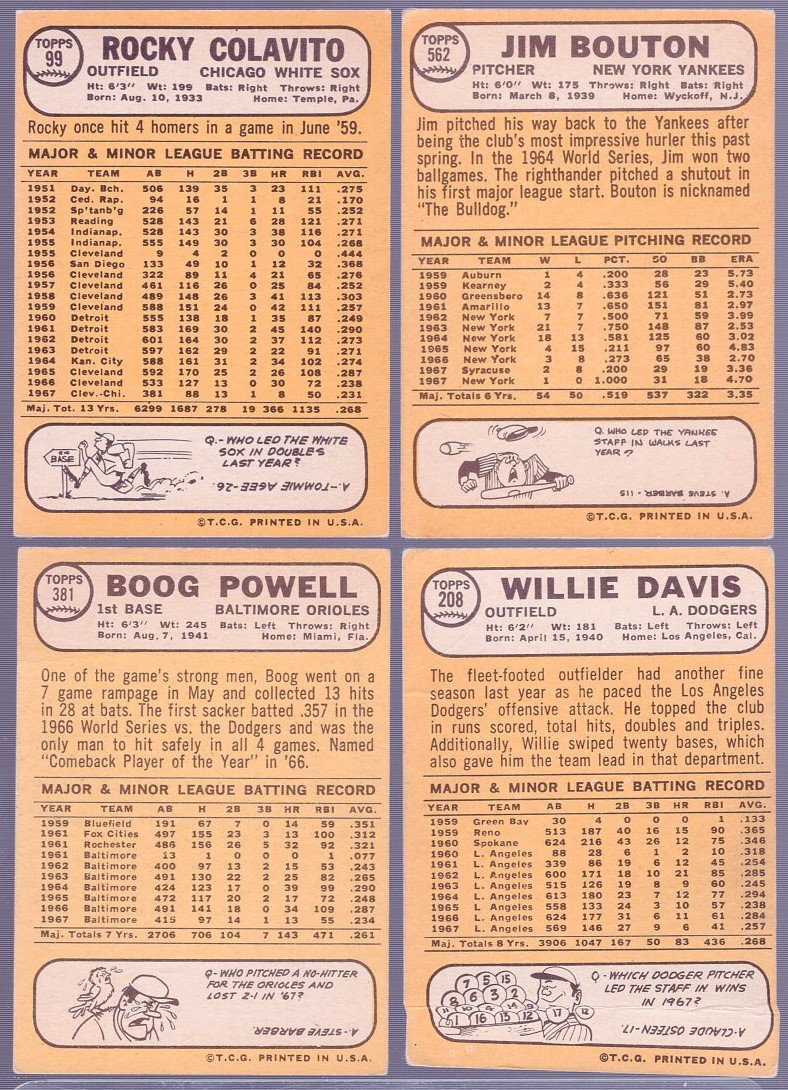 TOPPS
99
ROCKY COLAVITO
OUTFIELD CHICAGO WHITE SOX
Ht: 6'3" Wt: 199 Bats: Right Throws: Right
Born: Aug. 10, 1933 Home: Temple, Pa.
Rocky once hit 4 homers in a game in June '59.
MAJOR & MINOR LEAGUE BATTING RECORD
YEAR TEAM AB H 2B 3B HR RBI AVG.
1951 Day. Bch. 506 139 35 3 23 111 .275
1952 Ced. Rap. 94 16 1 1 8 21 .170
1952 Sp'tanb'g 226 57 14 1 11 55 .252
1953 Reading 528 143 21 6 28 121 .271
1954 Indianap. 528 143 30 3 38 116 .271
1955 Indianap. 555 149 30 3 30 104 .268
1955 Cleveland 9 4 2 0 0 0 .444
1956 San Diego 133 49 10 1 12 32 .368
1956 Cleveland 322 89 11 4 21 65 .276
1957 Cleveland 461 116 26 0 25 84 .252
1958 Cleveland 489 148 26 3 41 113 .303
1959 Cleveland 588 151 24 0 42 111 .257
1960 Detroit 555 138 18 1 35 87 .249
1961 Detroit 583 169 30 2 45 140 .290
1962 Detroit 601 164 30 2 37 112 .273
1963 Detroit 597 162 29 2 22 91 .271
1964 Kan. City 588 161 31 2 34 102 .274
1965 Cleveland 592 170 25 2 26 108 .287
1966 Cleveland 533 127 13 0 30 72 .238
1967 Clev.-Chi. 381 88 13 1 8 50 .231
Maj. Tot. 13 Yrs. 6299 1687 278 19 366 1135 .268
2ND BASE
Q.-WHO LED THE WHITE
SOX IN DOUBLES
LAST YEAR?
A.-TOMMIE AGEE-26.
©T.C.G. PRINTED IN U.S.A.
TOPPS
562
JIM BOUTON
PITCHER NEW YORK YANKEES
Ht: 6'0" Wt: 175 Throws: Right Bats: Right
Born: March 8, 1939 Home: Wyckoff, N.J.
Jim pitched his way back to the Yankees after
being the club's most impressive hurler this past
spring. In the 1964 World Series, Jim won two
ballgames. The righthander pitched a shutout in
his first major league start. Bouton is nicknamed
"The Bulldog."
MAJOR & MINOR LEAGUE PITCHING RECORD
YEAR TEAM W L PCT. SO BB ERA
1959 Auburn 1 4 .200 28 23 5.73
1959 Kearney 2 4 .333 56 29 5.40
1960 Greensbero 14 8 .636 121 51 2.73
1961 Amarillo 13 7 .650 151 81 2.97
1962 New York 7 7 .500 71 59 3.99
1963 New York 21 7 .750 148 87 2.53
1964 New York 18 13 .581 125 60 3.02
1965 New York 4 15 .211 97 60 4.83
1966 New York 3 8 .273 65 38 2.70
1967 Syracuse 2 8 .200 29 19 3.36
1967 New York 1 0 1.000 31 18 4.70
Maj. Totals 6 Yrs. 54 50 .519 537 322 3.35
Q. WHO LED THE YANKEE
STAFF IN WALKS LAST
YEAR?
A. STEVE BARBER - 115
©T.C.G. PRINTED IN U.S.A.
TOPPS
381
BOOG POWELL
1st BASE BALTIMORE ORIOLES
Ht: 6'3" Wt: 245 Bats: Left Throws: Right
Born: Aug. 7, 1941 Home: Miami, Fla.
One of the game's strong men, Boog went on a
7 game rampage in May and collected 13 hits
in 28 at bats. The first sacker batted .357 in the
1966 World Series vs. the Dodgers and was the
only man to hit safely in all 4 games. Named
"Comeback Player of the Year" in '66.
MAJOR & MINOR LEAGUE BATTING RECORD
YEAR TEAM AB H 2B 3B HR RBI AVG.
1959 Bluefield 191 67 7 0 14 59 .351
1961 Fox Cities 497 155 23 3 13 100 .312
1961 Rochester 486 156 26 5 32 92 .321
1961 Baltimore 13 1 0 0 0 1 .077
1962 Baltimore 400 97 13 2 15 53 .243
1963 Baltimore 491 130 22 2 25 82 .265
1964 Baltimore 424 123 17 0 39 99 .290
1965 Baltimore 472 117 20 2 17 72 .248
1966 Baltimore 491 141 18 0 34 109 .287
1967 Baltimore 415 97 14 1 13 55 .234
Maj. Totals 7 Yrs. 2706 706 104 7 143 471 .261
Q-WHO PITCHED A NO-HITTER
FOR THE ORIOLES AND
LOST 2-1 IN '67?
A-STEVE BARBER.
©T.C.G. PRINTED IN U.S.A.
TOPPS
208
WILLIE DAVIS
OUTFIELD L. A. DODGERS
Ht: 6'2" Wt: 181 Bats: Left Throws: Left
Born: April 15, 1940 Home: Los Angeles, Cal.
The fleet-footed outfielder had another fine
season last year as he paced the Los Angeles
Dodgers' offensive attack. He topped the club
in runs scored, total hits, doubles and triples.
Additionally, Willie swiped twenty bases, which
also gave him the team lead in that department.
MAJOR & MINOR LEAGUE BATTING RECORD
YEAR TEAM AB H 2B 3B HR RBI AVG.
1959 Green Bay 30 4 0 0 0 1 .133
1959 Reno 513 187 40 16 15 90 .365
1960 Spokane 624 216 43 26 12 75 .346
1960 L. Angeles 88 28 6 1 2 10 .318
1961 L. Angeles 339 86 19 6 12 45 .254
1962 L. Angeles 600 171 18 10 21 85 .285
1963 L. Angeles 515 126 19 8 9 60 .245
1964 L. Angeles 613 180 23 7 12 77 .294
1965 L. Angeles 558 133 24 3 10 57 .238
1966 L. Angeles 624 177 31 6 11 61 .284
1967 L. Angeles 569 146 27 9 6 41 .257
Maj. Totals 8 Yrs. 3906 1047 167 50 83 436 .268
7 5 15
8 6 3 2
11 10 4 14 9
1 16 13 12 17 12
Q-WHICH DODGER PITCHER
LED THE STAFF IN WINS
IN 1967?
A-CLAUDE OSTEEN-17.
©T.C.G. PRINTED IN U.S.A.